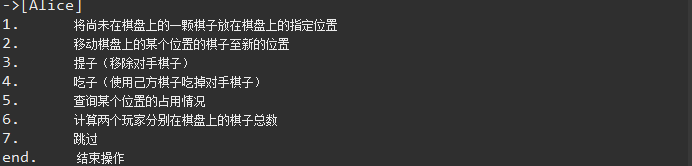 ->[Alice]
1. 将尚未在棋盘上的一颗棋子放在棋盘上的指定位置
2. 移动棋盘上的某个位置的棋子至新的位置
3. 提子（移除对手棋子）
4. 吃子（使用己方棋子吃掉对手棋子）
5. 查询某个位置的占用情况
6. 计算两个玩家分别在棋盘上的棋子总数
7. 跳过
end. 结束操作